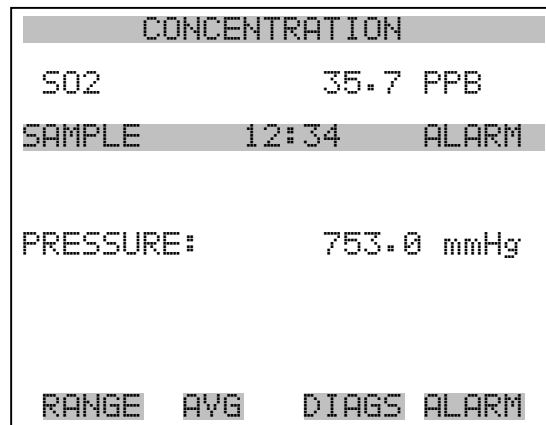 CONCENTRATION
SO2 35.7 PPB
SAMPLE 12:34 ALARM
PRESSURE: 753.0 mmHg
RANGE AVG DIAGS ALARM